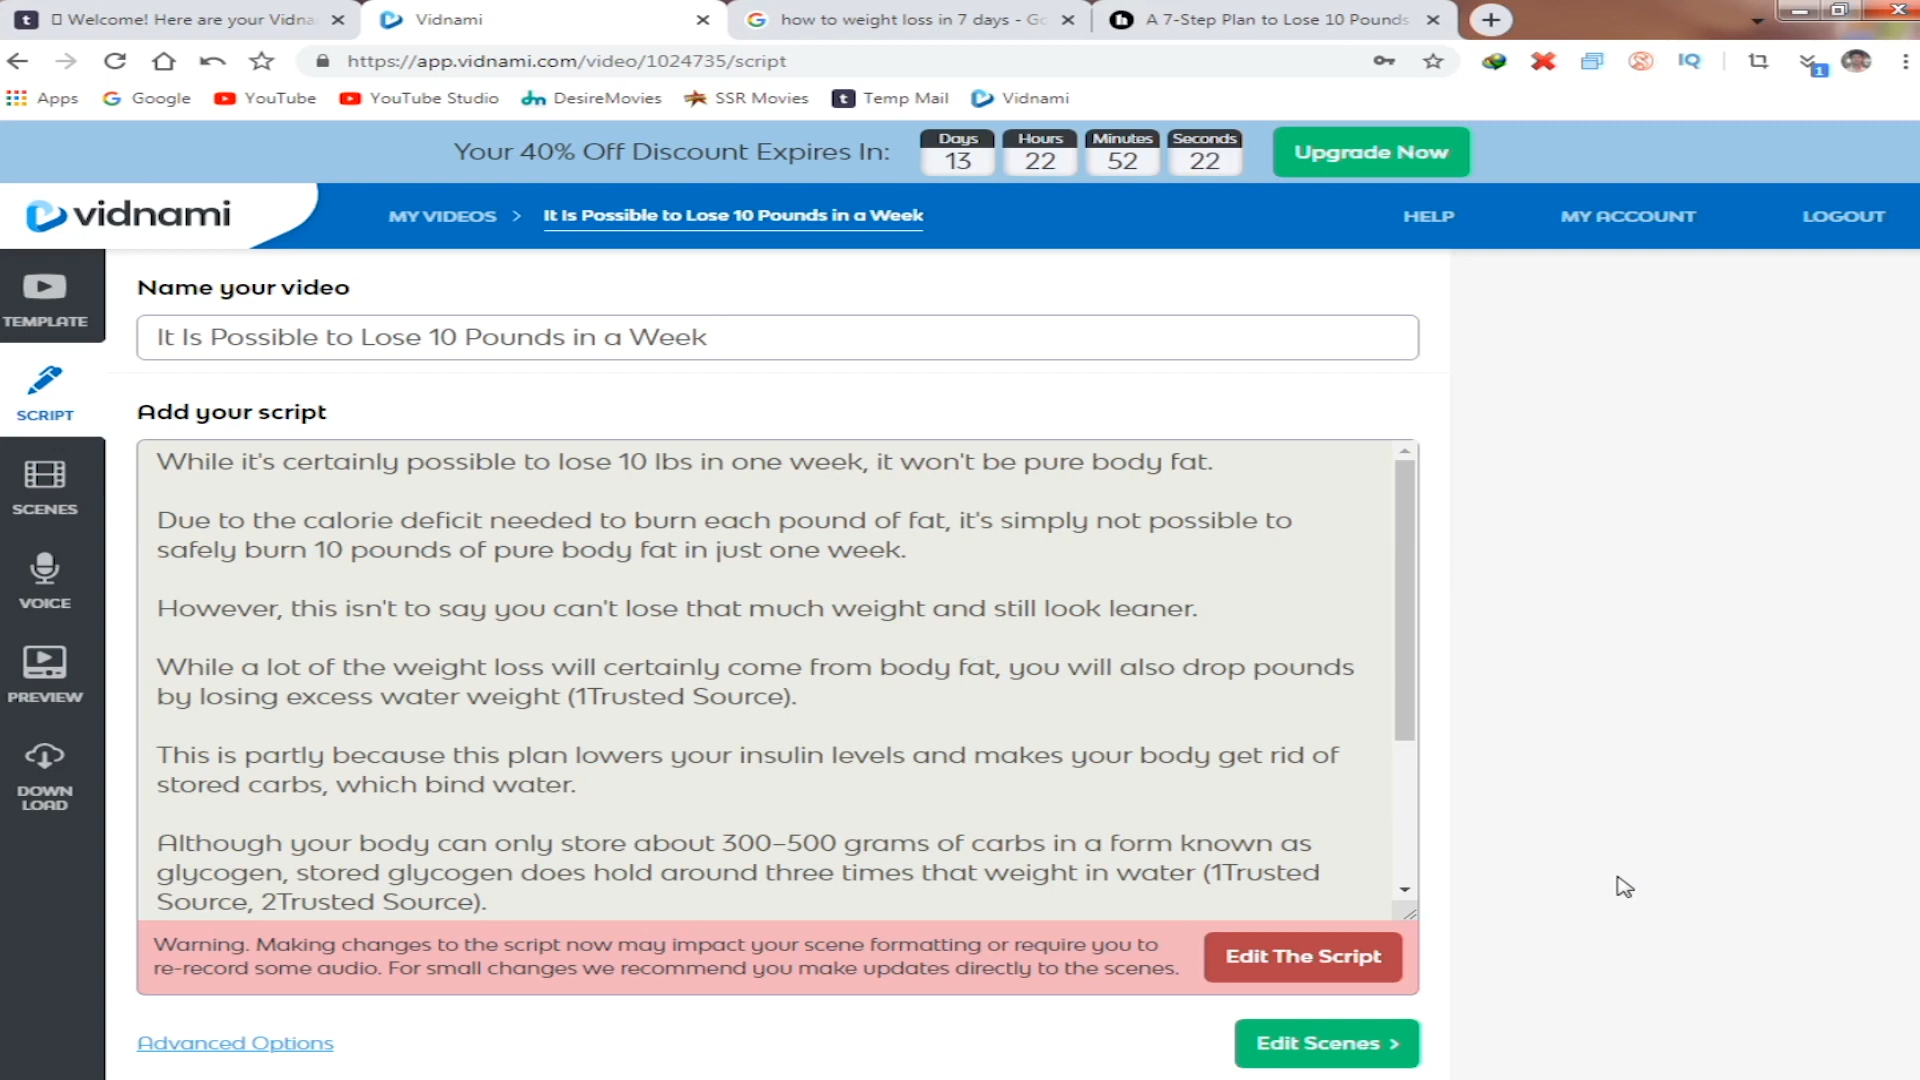 Welcome! Here are your Vidna
Vidnami
how to weight loss in 7 days - Go
A 7-Step Plan to Lose 10 Pounds
https://app.vidnami.com/video/1024735/script
IQ
1
Apps
Google
YouTube
YouTube Studio
DesireMovies
SSR Movies
Temp Mail
Vidnami
Your 40% Off Discount Expires In:
Days
Hours
Minutes
Seconds
13
22
52
22
Upgrade Now
vidnami
MY VIDEOS > It Is Possible to Lose 10 Pounds in a Week
HELP
MY ACCOUNT
LOGOUT
TEMPLATE
SCRIPT
SCENES
VOICE
PREVIEW
DOWN
LOAD
Name your video
It Is Possible to Lose 10 Pounds in a Week
Add your script
While it's certainly possible to lose 10 lbs in one week, it won't be pure body fat.
Due to the calorie deficit needed to burn each pound of fat, it's simply not possible to
safely burn 10 pounds of pure body fat in just one week.
However, this isn't to say you can't lose that much weight and still look leaner.
While a lot of the weight loss will certainly come from body fat, you will also drop pounds
by losing excess water weight (1Trusted Source).
This is partly because this plan lowers your insulin levels and makes your body get rid of
stored carbs, which bind water.
Although your body can only store about 300–500 grams of carbs in a form known as
glycogen, stored glycogen does hold around three times that weight in water (1Trusted
Source, 2Trusted Source).
Warning. Making changes to the script now may impact your scene formatting or require you to
re-record some audio. For small changes we recommend you make updates directly to the scenes.
Edit The Script
Advanced Options
Edit Scenes >